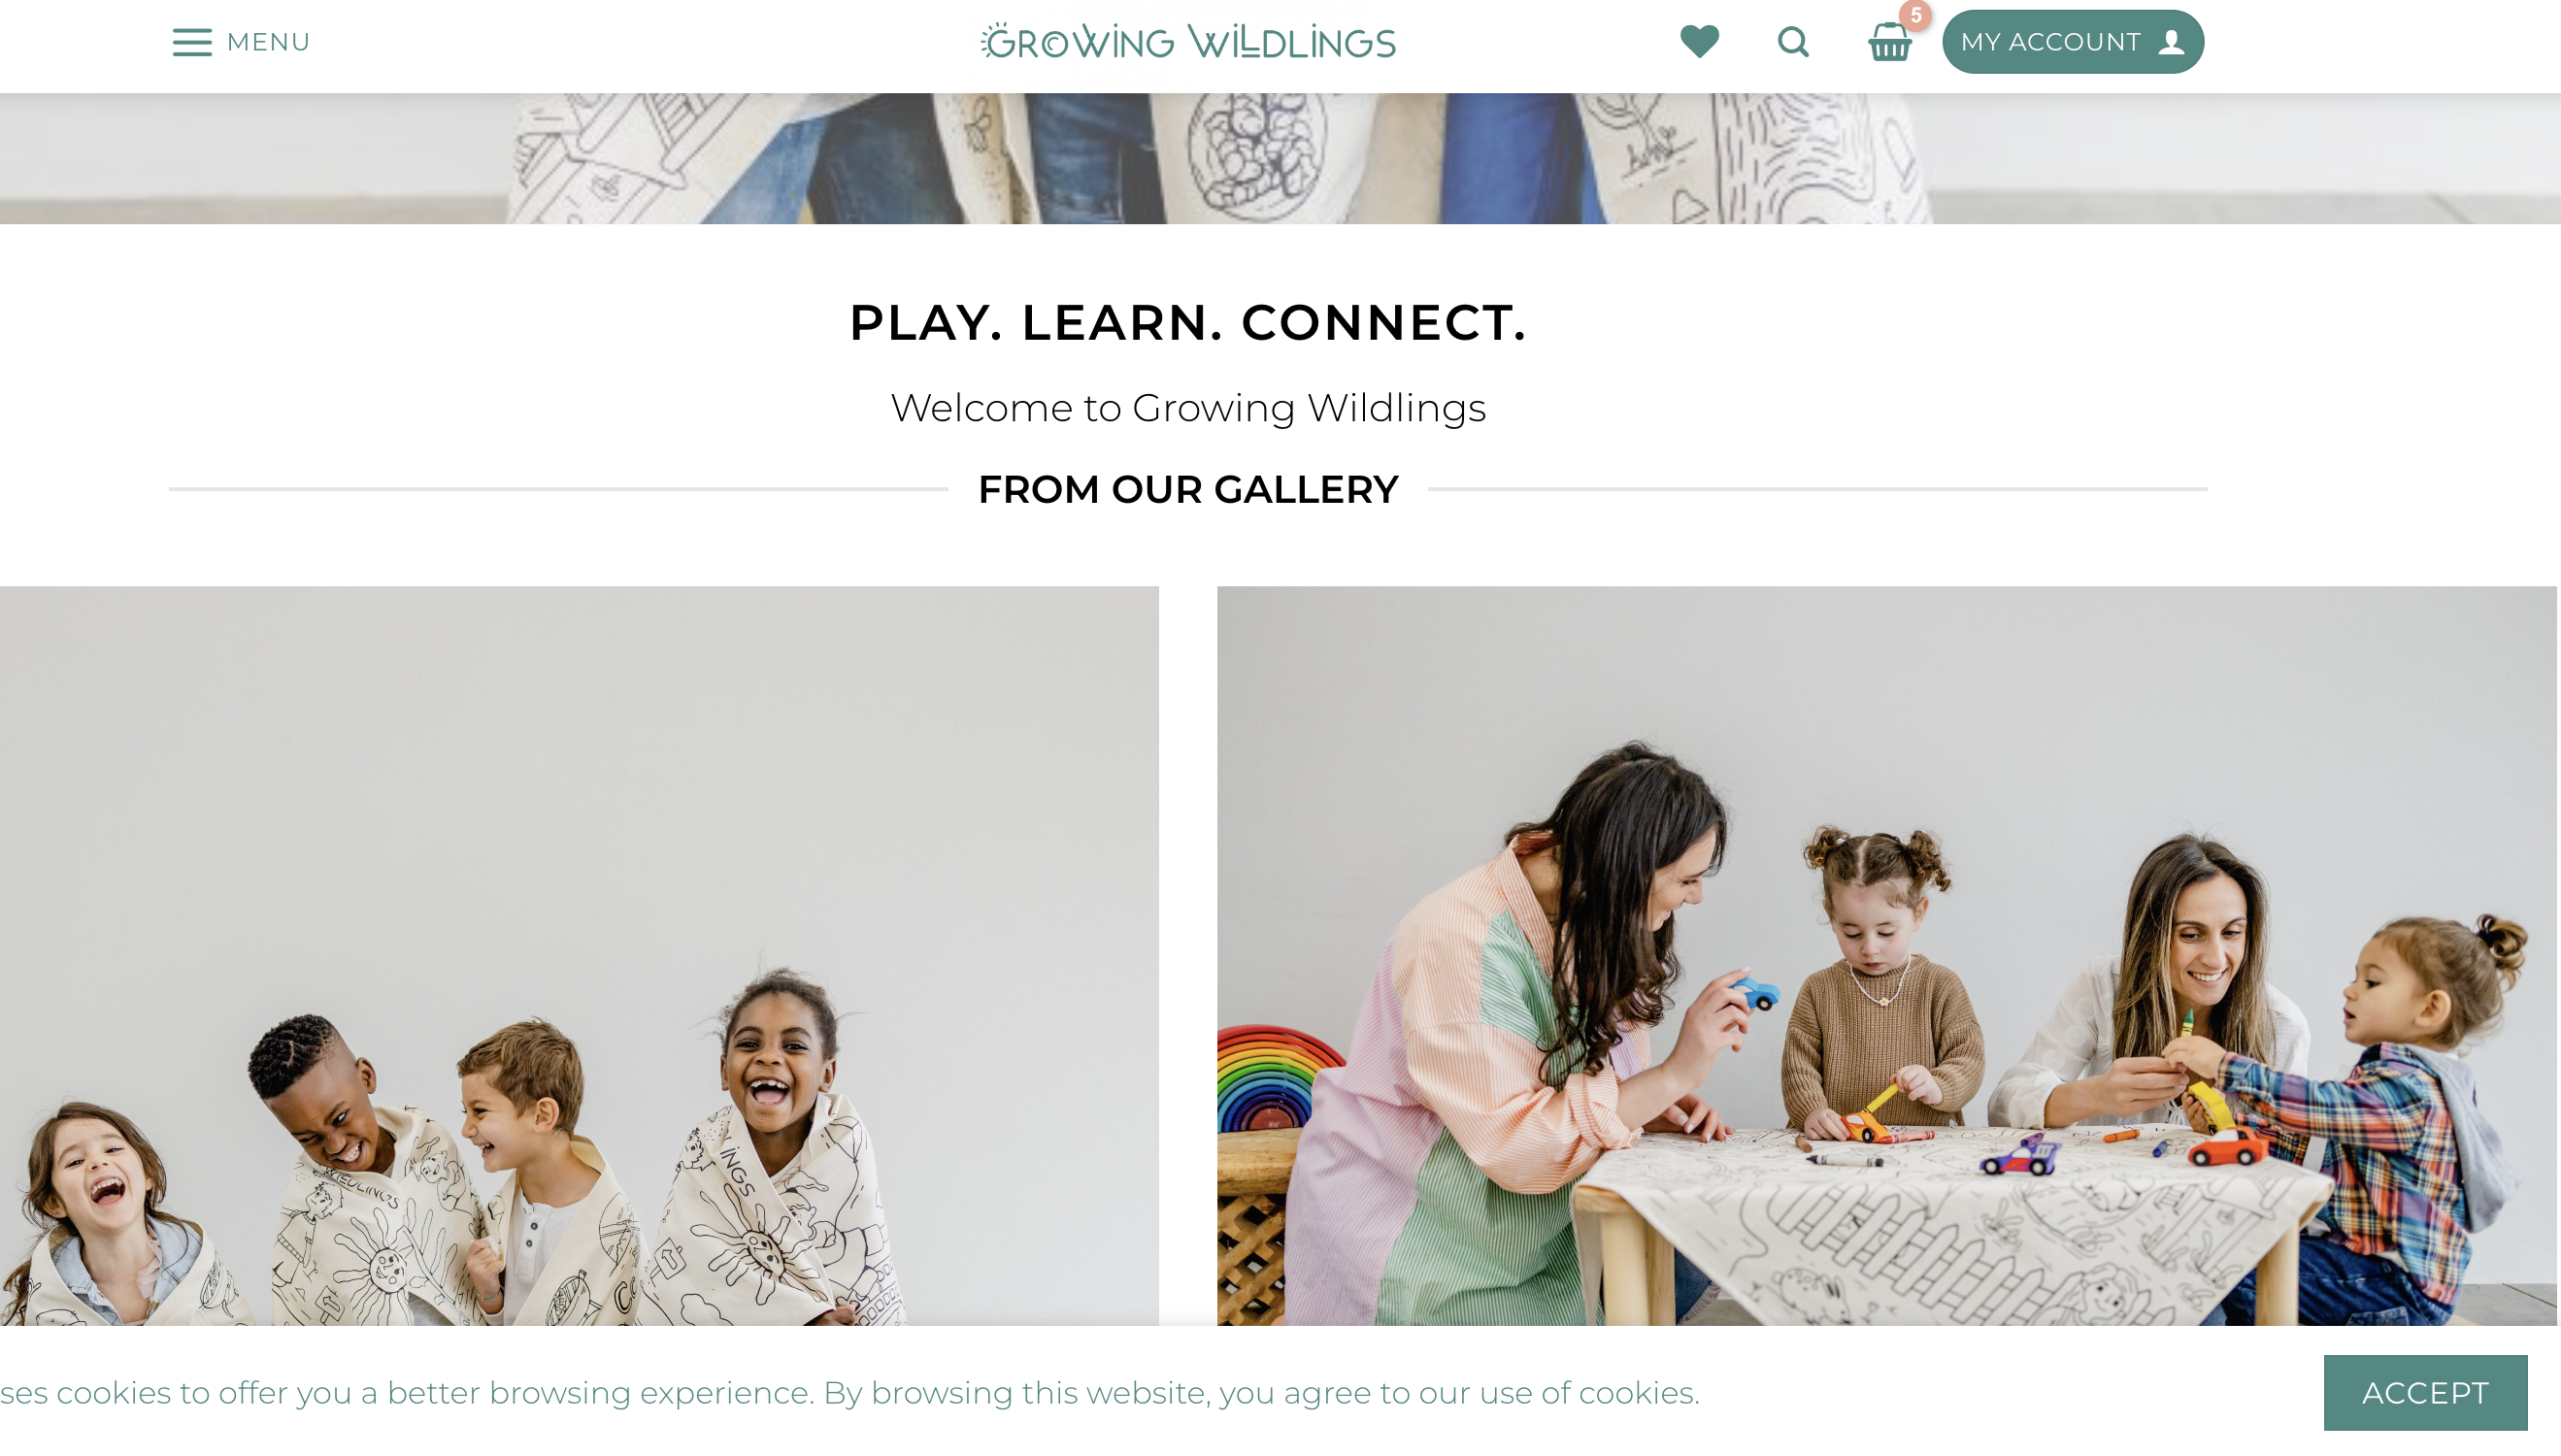 MENU
GROWING WILDLINGS
5
MY ACCOUNT
PLAY. LEARN. CONNECT.
Welcome to Growing Wildlings
FROM OUR GALLERY
INGS
ses cookies to offer you a better browsing experience. By browsing this website, you agree to our use of cookies.
ACCEPT